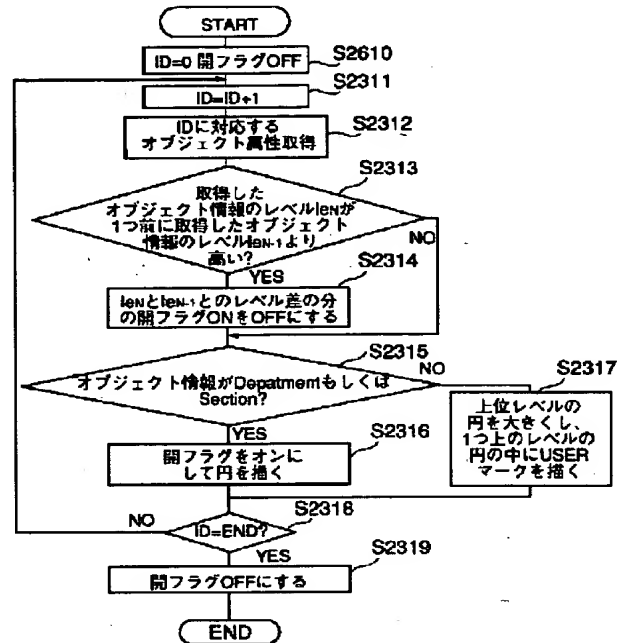 START
ID=0 開フラグOFF
S2610
S2311
ID=ID+1
IDに対応する
オブジェクト属性取得
S2312
S2313
取得した
オブジェクト情報のレベルleNが
1つ前に取得したオブジェクト
情報のレベルleN-1より
高い?
NO
YES
S2314
leNとleN-1とのレベル差の分
の開フラグONをOFFにする
S2315
オブジェクト情報がDepatmentもしくは
Section?
NO
S2317
上位レベルの
円を大きくし、
1つ上のレベルの
円の中にUSER
マークを描く
YES
S2316
開フラグをオンに
して円を描く
S2318
NO
ID=END?
YES
S2319
開フラグOFFにする
END